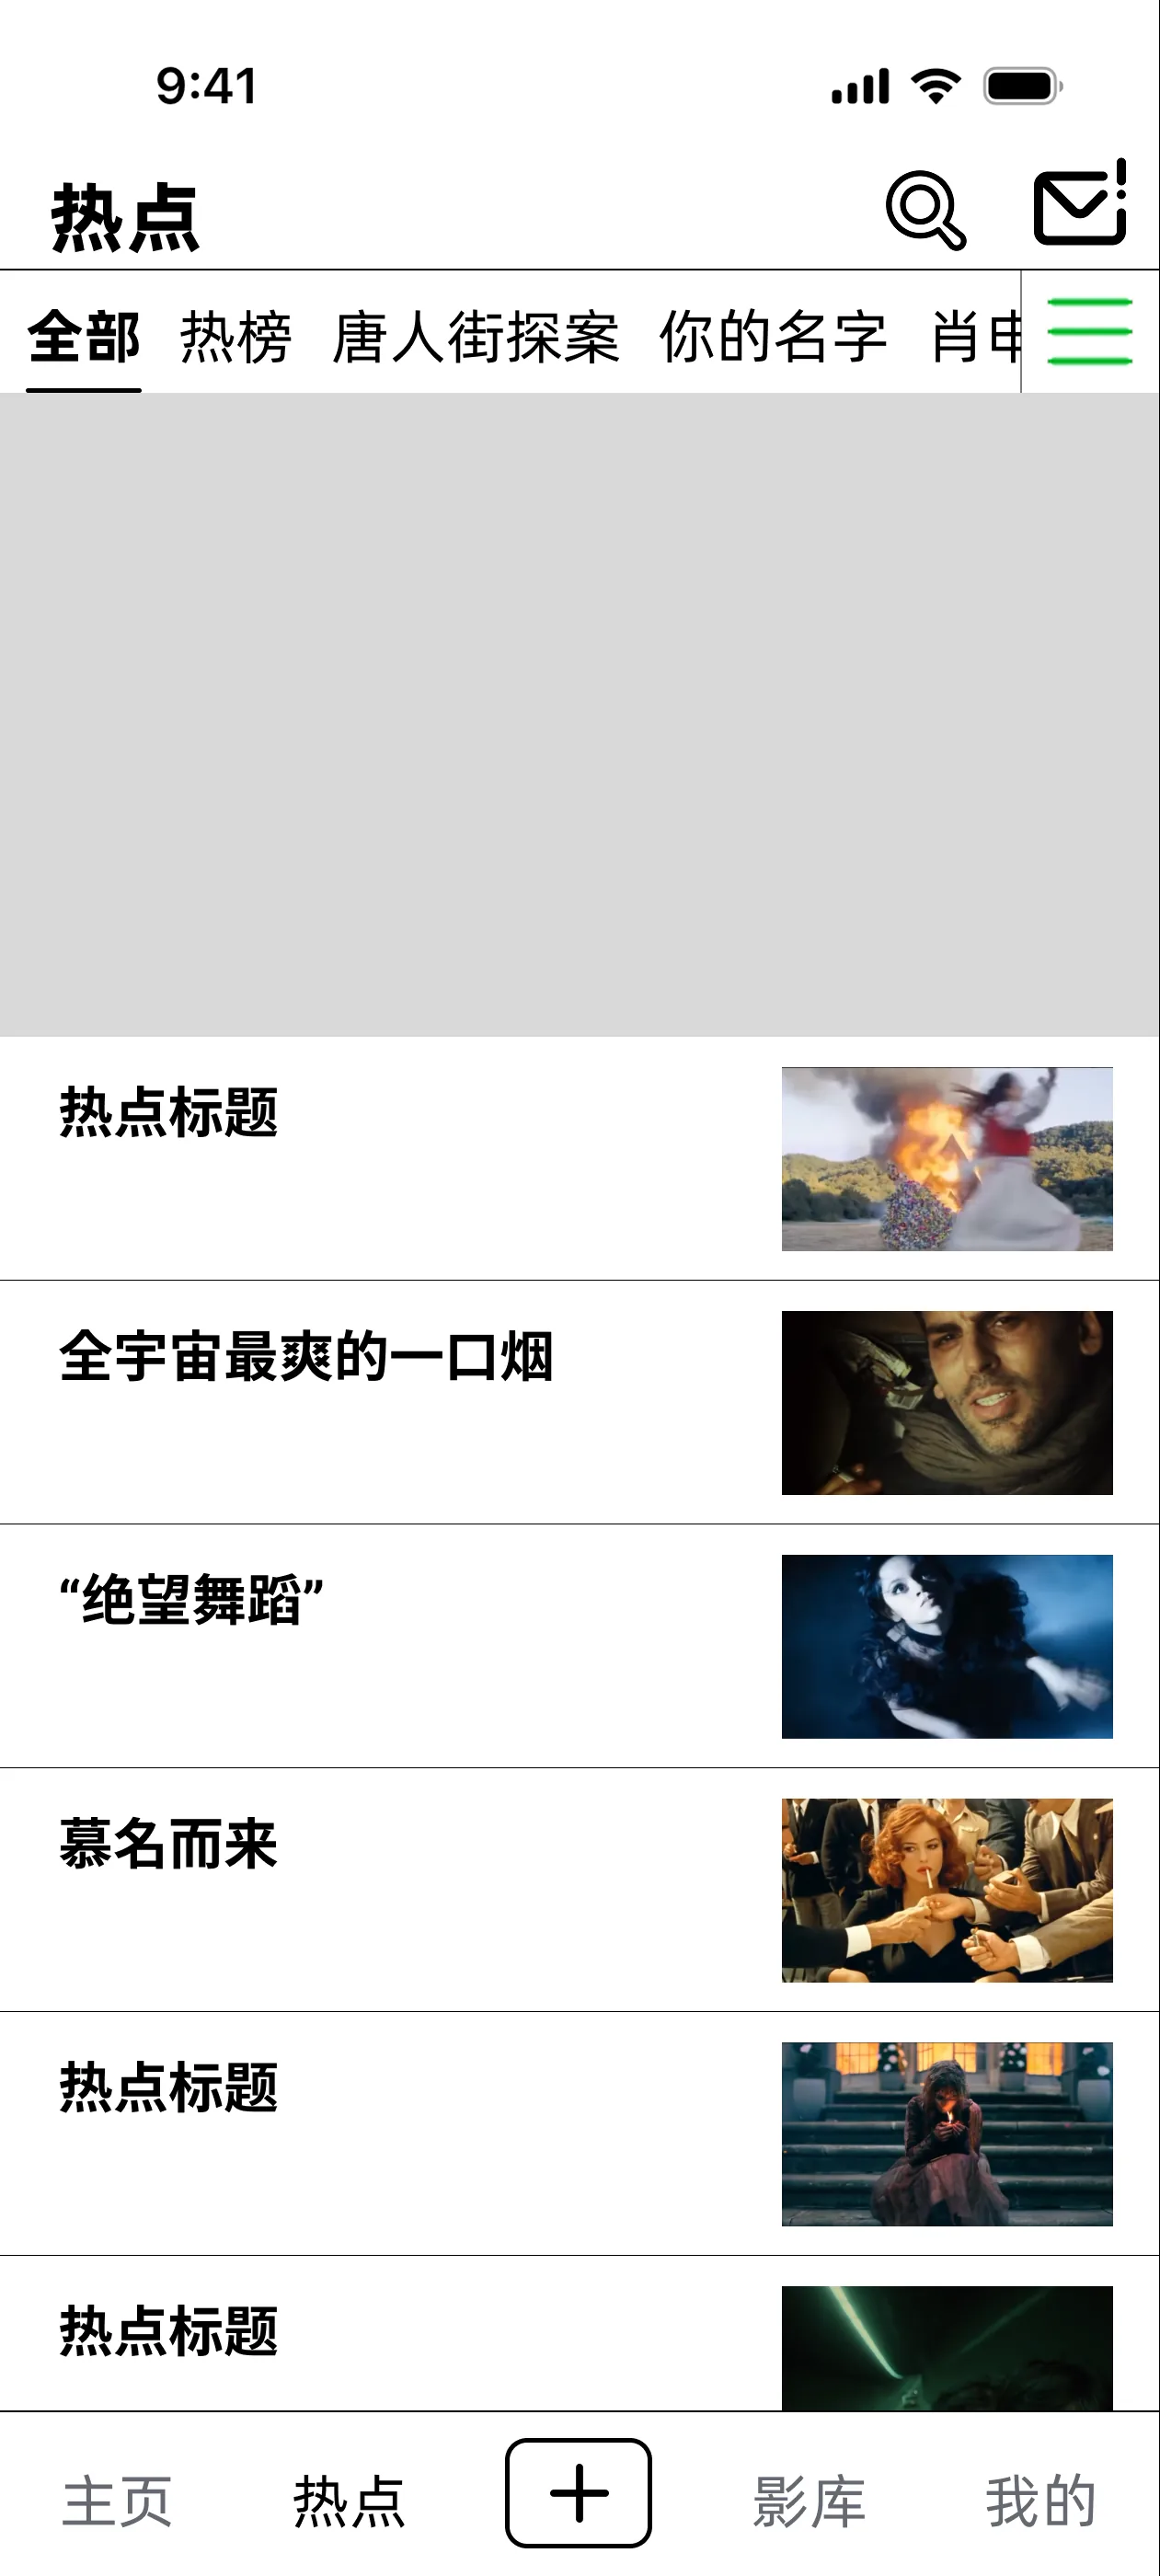 9:41
热点
全部 热榜 唐人街探案 你的名字 肖申
热点标题
全宇宙最爽的一口烟
“绝望舞蹈”
慕名而来
热点标题
热点标题
主页 热点 影库 我的